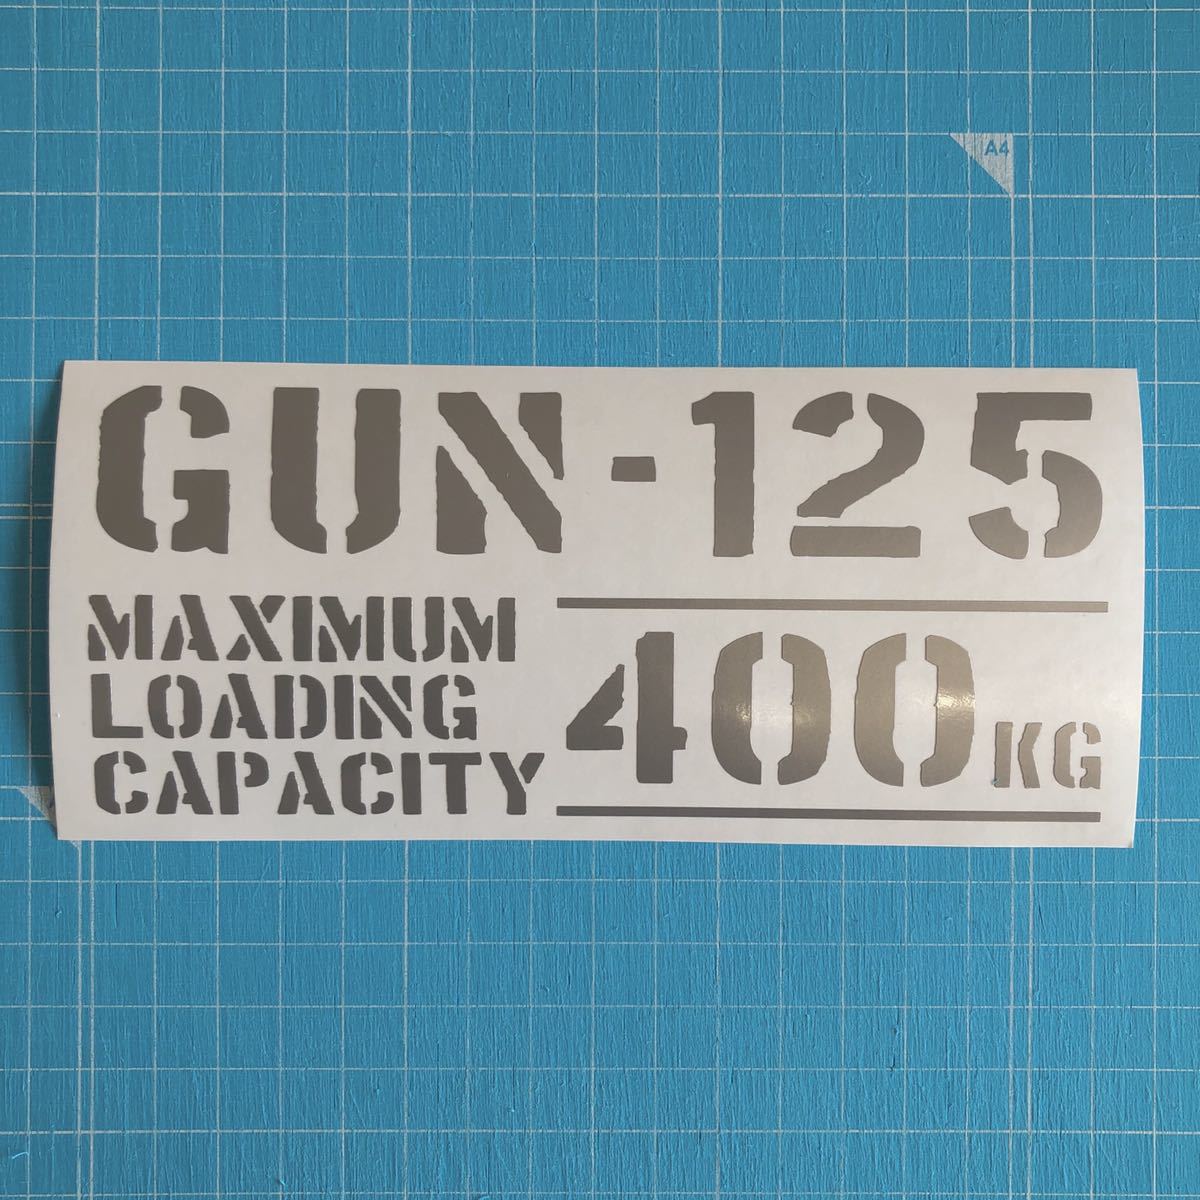 A4
GUN-125
MAXIMUM
LOADING
CAPACITY
400KG